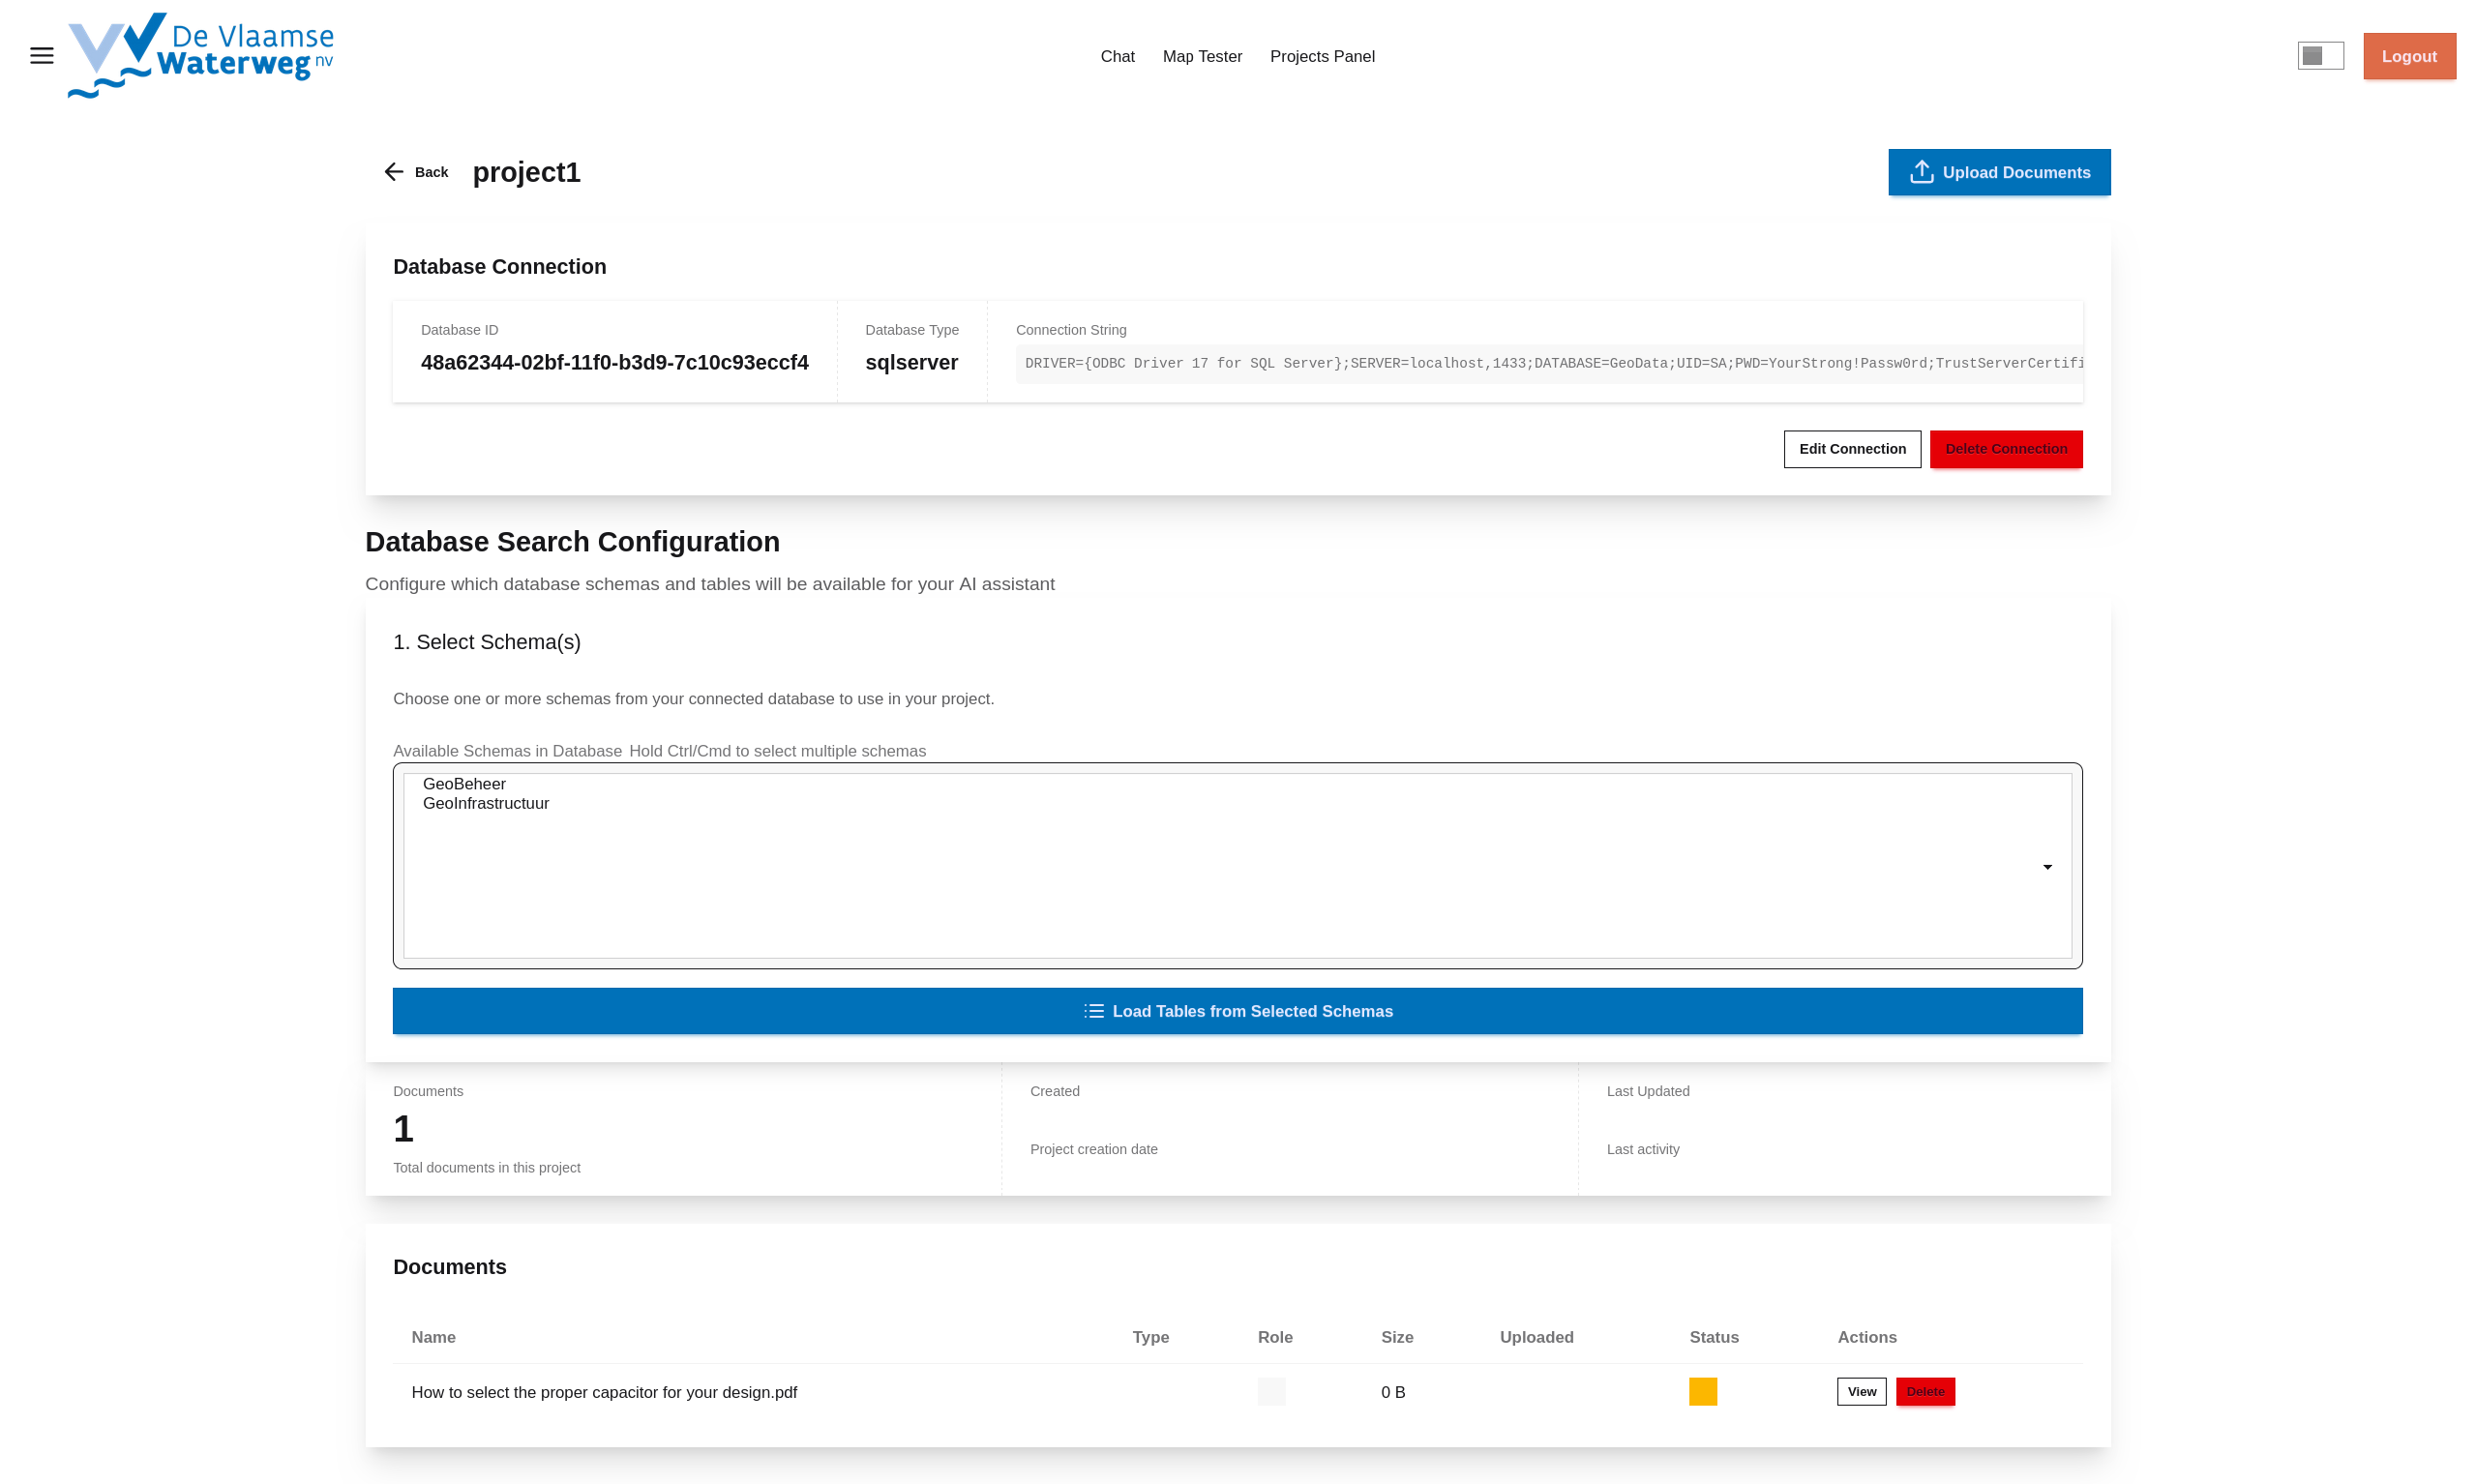 De Vlaamse
Waterweg nv
Chat Map Tester Projects Panel
Logout
Back project1
Upload Documents
Database Connection
Database ID Database Type Connection String
48a62344-02bf-11f0-b3d9-7c10c93eccf4 sqlserver DRIVER={ODBC Driver 17 for SQL Server};SERVER=localhost,1433;DATABASE=GeoData;UID=SA;PWD=YourStrong!Passw0rd;TrustServerCertifi
Edit Connection Delete Connection
Database Search Configuration
Configure which database schemas and tables will be available for your AI assistant
1. Select Schema(s)
Choose one or more schemas from your connected database to use in your project.
Available Schemas in Database Hold Ctrl/Cmd to select multiple schemas
GeoBeheer
GeoInfrastructuur
Load Tables from Selected Schemas
Documents Created Last Updated
1
Project creation date Last activity
Total documents in this project
Documents
Name Type Role Size Uploaded Status Actions
How to select the proper capacitor for your design.pdf 0 B View Delete